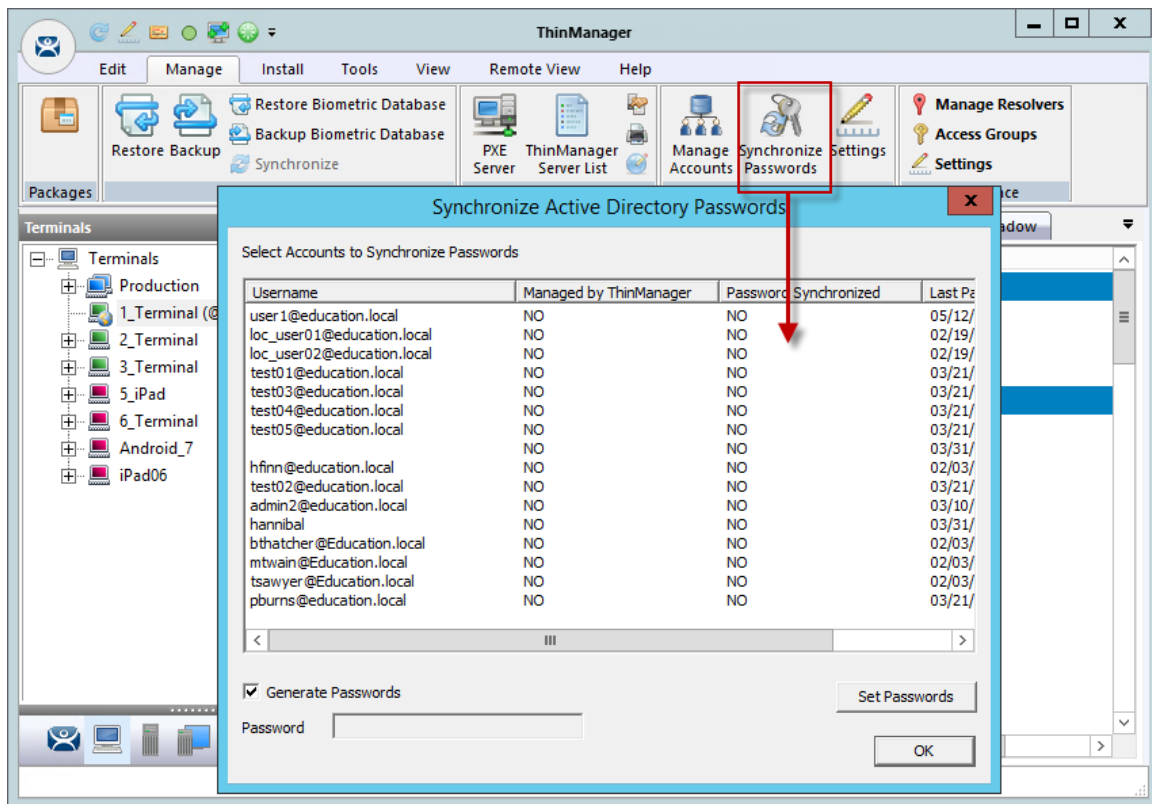 ThinManager
Edit Manage Install Tools View Remote View Help
Restore Biometric Database
Backup Biometric Database
Synchronize
Restore Backup
Packages
PXE Server
ThinManager Server List
Manage Accounts
Synchronize Passwords
Settings
Manage Resolvers
Access Groups
Settings
ce
Terminals
adow
Terminals
Production
1_Terminal (@
2_Terminal
3_Terminal
5_iPad
6_Terminal
Android_7
iPad06
Synchronize Active Directory Passwords
Select Accounts to Synchronize Passwords
Username Managed by ThinManager Password Synchronized Last Pa
user1@education.local NO NO 05/12/
loc_user01@education.local NO NO 02/19/
loc_user02@education.local NO NO 02/19/
test01@education.local NO NO 03/21/
test03@education.local NO NO 03/21/
test04@education.local NO NO 03/21/
test05@education.local NO NO 03/21/
NO NO 03/31/
hfinn@education.local NO NO 02/03/
test02@education.local NO NO 03/21/
admin2@education.local NO NO 03/10/
hannibal NO NO 03/31/
bthatcher@Education.local NO NO 02/03/
mtwain@Education.local NO NO 02/03/
tsawyer@Education.local NO NO 02/03/
pburns@education.local NO NO 03/21/
Generate Passwords
Set Passwords
Password
OK